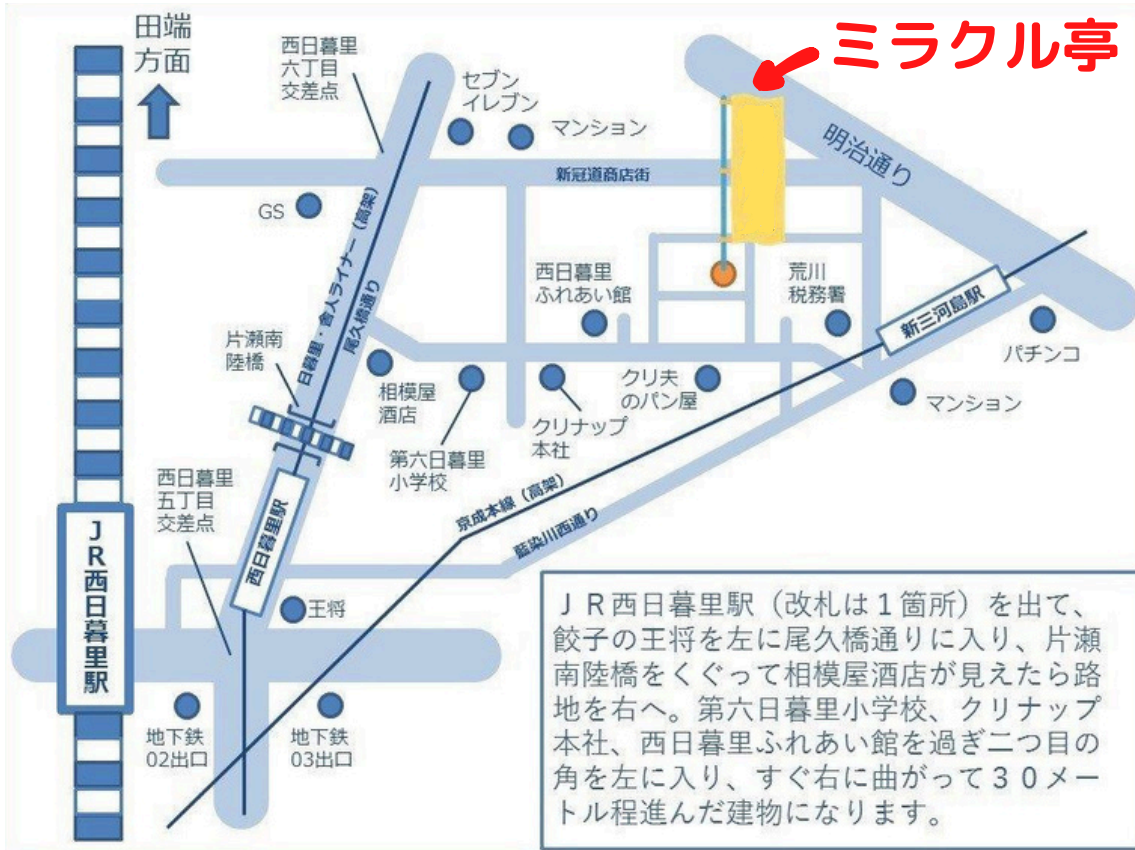 田端
方面
ミラクル亭
西日暮里
六丁目
交差点
セブン
イレブン
マンション
明治通り
新冠道商店街
GS
日暮里・舎人ライナー（高架）
尾久橋通り
西日暮里
ふれあい館
荒川
税務署
新三河島駅
パチンコ
片瀬南
陸橋
相模屋
酒店
第六日暮里
小学校
クリナップ
本社
クリ夫
のパン屋
マンション
京成本線（高架）
藍染川西通り
西日暮里
五丁目
交差点
西日暮里駅
王将
JR西日暮里駅
地下鉄
02出口
地下鉄
03出口
ＪＲ西日暮里駅（改札は１箇所）を出て、
餃子の王将を左に尾久橋通りに入り、片瀬
南陸橋をくぐって相模屋酒店が見えたら路
地を右へ。第六日暮里小学校、クリナップ
本社、西日暮里ふれあい館を過ぎ二つ目の
角を左に入り、すぐ右に曲がって３０メー
トル程進んだ建物になります。